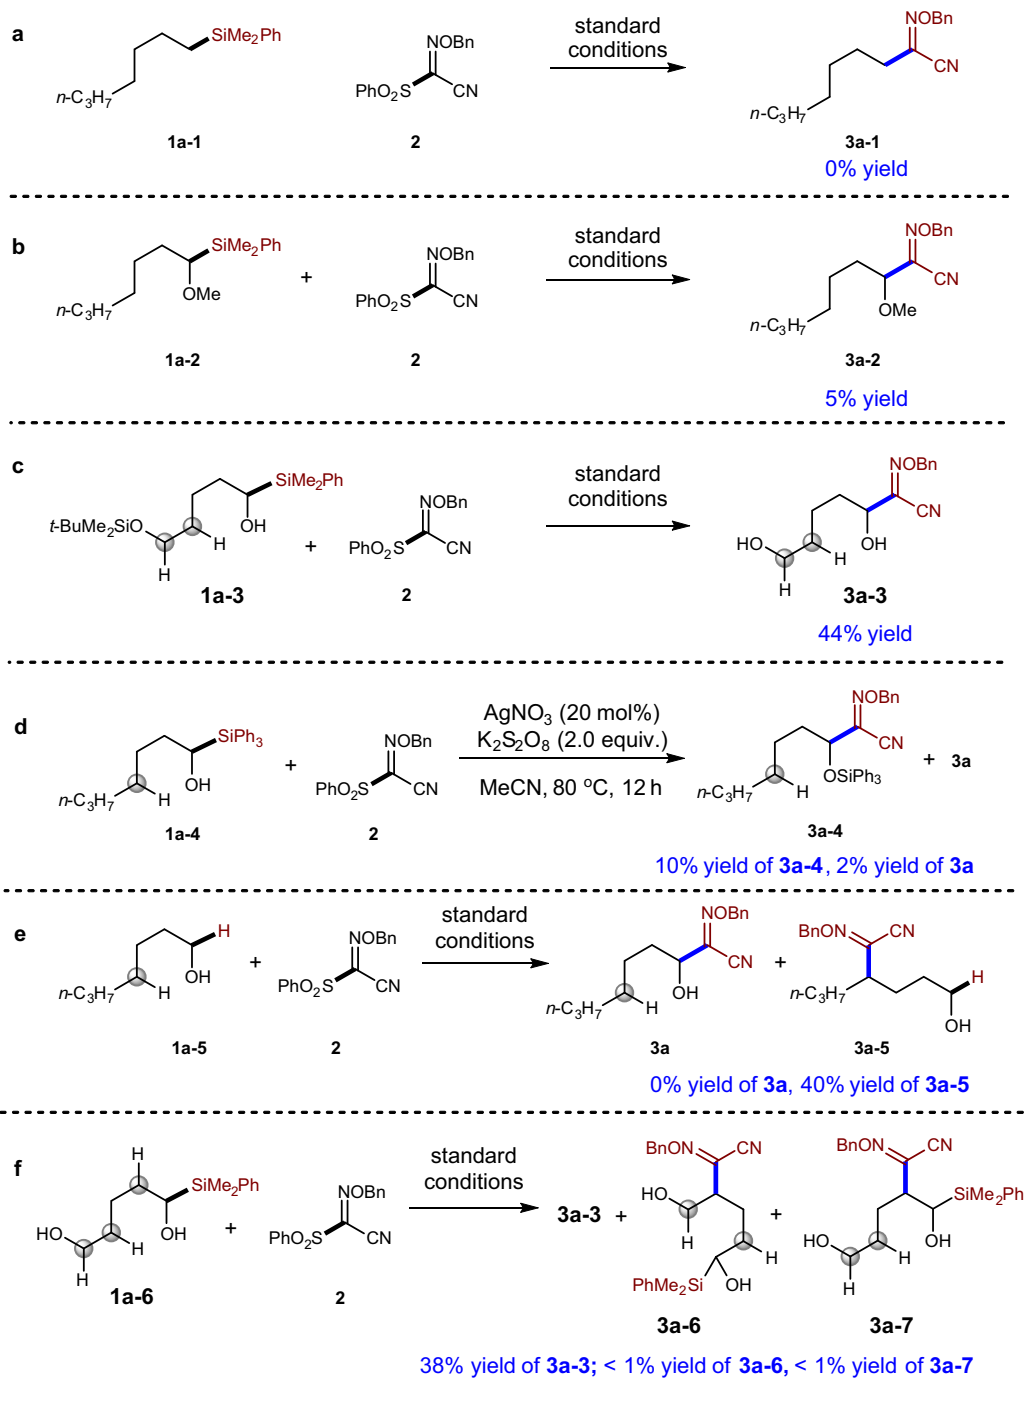 a
SiMe2Ph
n-C3H7
1a-1
NOBn
PhO2S
CN
2
standard
conditions
NOBn
CN
n-C3H7
3a-1
0% yield
b
SiMe2Ph
OMe
n-C3H7
1a-2
+
NOBn
PhO2S
CN
2
standard
conditions
NOBn
CN
OMe
n-C3H7
3a-2
5% yield
c
SiMe2Ph
t-BuMe2SiO
OH
H
H
1a-3
+
NOBn
PhO2S
CN
2
standard
conditions
NOBn
CN
HO
OH
H
H
3a-3
44% yield
d
SiPh3
OH
H
n-C3H7
1a-4
+
NOBn
PhO2S
CN
2
AgNO3 (20 mol%)
K2S2O8 (2.0 equiv.)
MeCN, 80 oC, 12 h
NOBn
CN
OSiPh3
H
n-C3H7
3a-4
+ 3a
10% yield of 3a-4, 2% yield of 3a
e
H
OH
H
n-C3H7
1a-5
+
NOBn
PhO2S
CN
2
standard
conditions
NOBn
CN
OH
H
n-C3H7
3a
+
BnON
CN
n-C3H7
H
OH
3a-5
0% yield of 3a, 40% yield of 3a-5
f
H
SiMe2Ph
HO
OH
H
H
1a-6
+
NOBn
PhO2S
CN
2
standard
conditions
3a-3 +
BnON
CN
HO
H
H
PhMe2Si
OH
3a-6
+
BnON
CN
SiMe2Ph
HO
OH
H
H
3a-7
38% yield of 3a-3; < 1% yield of 3a-6, < 1% yield of 3a-7